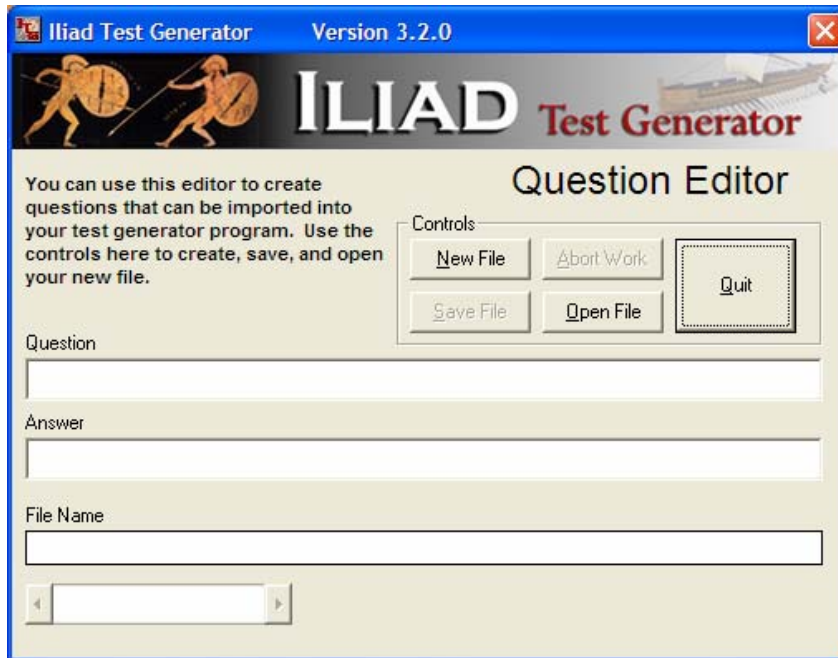 Iliad Test Generator Version 3.2.0
ILIAD Test Generator
Question Editor
You can use this editor to create
questions that can be imported into
your test generator program. Use the
controls here to create, save, and open
your new file.
Controls
New File Abort Work
Quit
Save File Open File
Question
Answer
File Name